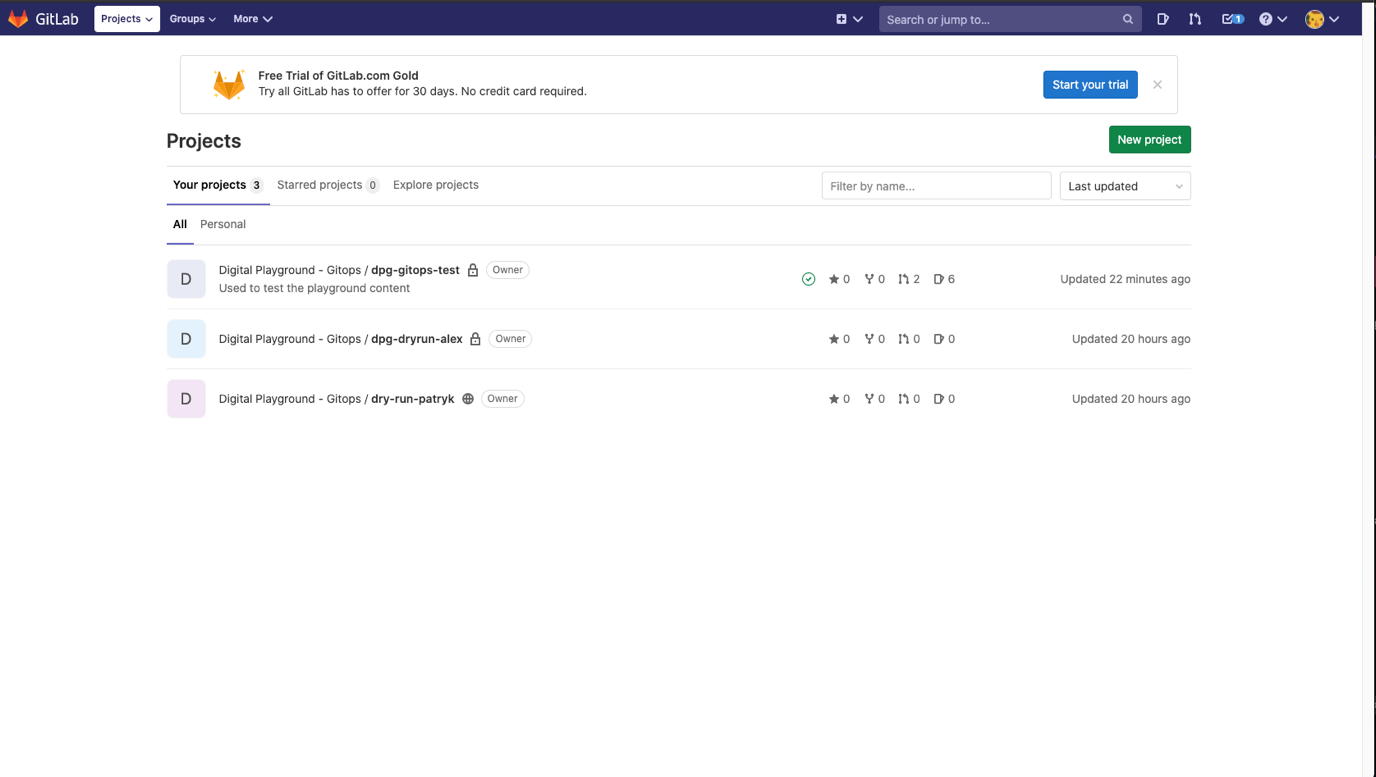 GitLab Projects Groups More Search or jump to... 1
Free Trial of GitLab.com Gold
Try all GitLab has to offer for 30 days. No credit card required.
Start your trial
Projects
New project
Your projects 3 Starred projects 0 Explore projects Filter by name... Last updated
All Personal
D Digital Playground - Gitops / dpg-gitops-test Owner 0 0 2 6 Updated 22 minutes ago
Used to test the playground content
D Digital Playground - Gitops / dpg-dryrun-alex Owner 0 0 0 0 Updated 20 hours ago
D Digital Playground - Gitops / dry-run-patryk Owner 0 0 0 0 Updated 20 hours ago